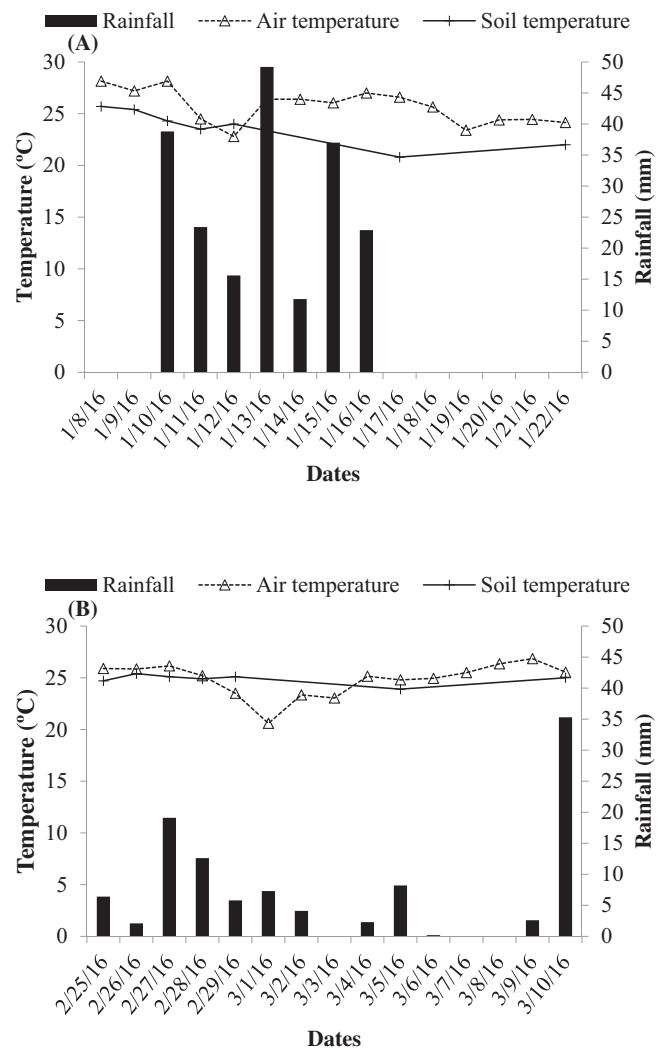 Rainfall Air temperature Soil temperature
(A)
30 50
45
25 40
35
20 30
15 25
20
10 15
5 10
5
0 0
Temperature (ºC)
Rainfall (mm)
1/8/16 1/9/16 1/10/16 1/11/16 1/12/16 1/13/16 1/14/16 1/15/16 1/16/16 1/17/16 1/18/16 1/19/16 1/20/16 1/21/16 1/22/16
Dates
Rainfall Air temperature Soil temperature
(B)
30 50
45
25 40
35
20 30
15 25
20
10 15
5 10
5
0 0
Temperature (ºC)
Rainfall (mm)
2/25/16 2/26/16 2/27/16 2/28/16 2/29/16 3/1/16 3/2/16 3/3/16 3/4/16 3/5/16 3/6/16 3/7/16 3/8/16 3/9/16 3/10/16
Dates